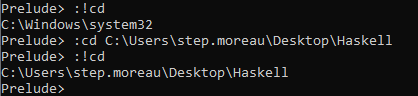 Prelude> :!cd
C:\Windows\system32
Prelude> :cd C:\Users\step.moreau\Desktop\Haskell
Prelude> :!cd
C:\Users\step.moreau\Desktop\Haskell
Prelude>